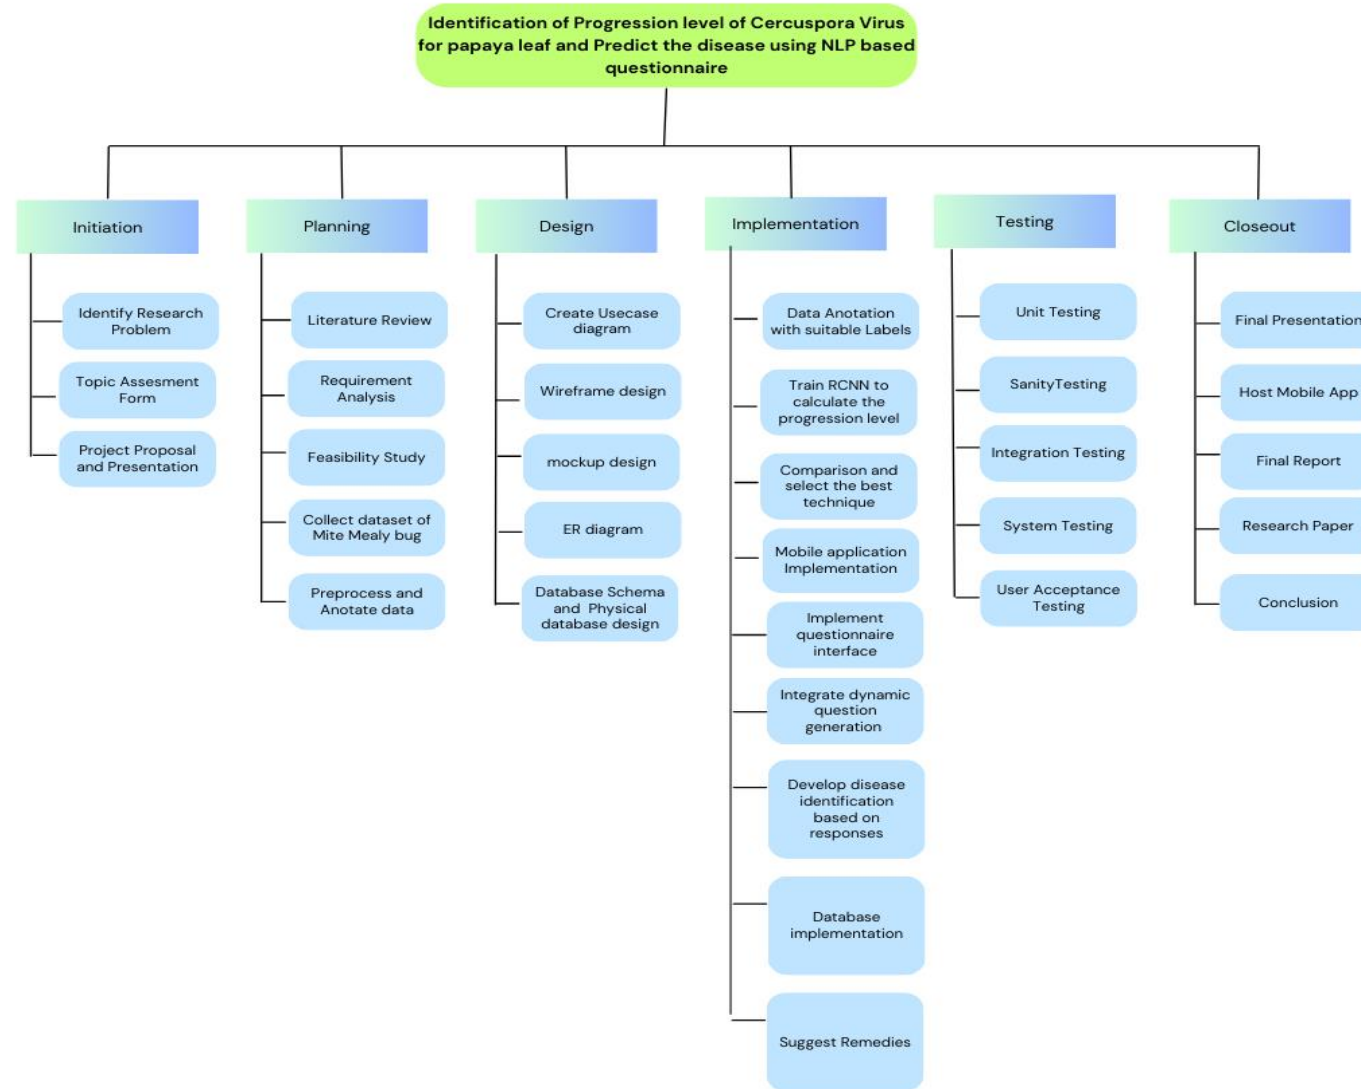 Identification of Progression level of Cercuspora Virus
for papaya leaf and Predict the disease using NLP based
questionnaire
Initiation
Identify Research
Problem
Topic Assesment
Form
Project Proposal
and Presentation
Planning
Literature Review
Requirement
Analysis
Feasibility Study
Collect dataset of
Mite Mealy bug
Preprocess and
Anotate data
Design
Create Usecase
diagram
Wireframe design
mockup design
ER diagram
Database Schema
and Physical
database design
Implementation
Data Anotation
with suitable Labels
Train RCNN to
calculate the
progression level
Comparison and
select the best
technique
Mobile application
Implementation
Implement
questionnaire
interface
Integrate dynamic
question
generation
Develop disease
identification
based on
responses
Database
implementation
Suggest Remedies
Testing
Unit Testing
SanityTesting
Integration Testing
System Testing
User Acceptance
Testing
Closeout
Final Presentation
Host Mobile App
Final Report
Research Paper
Conclusion